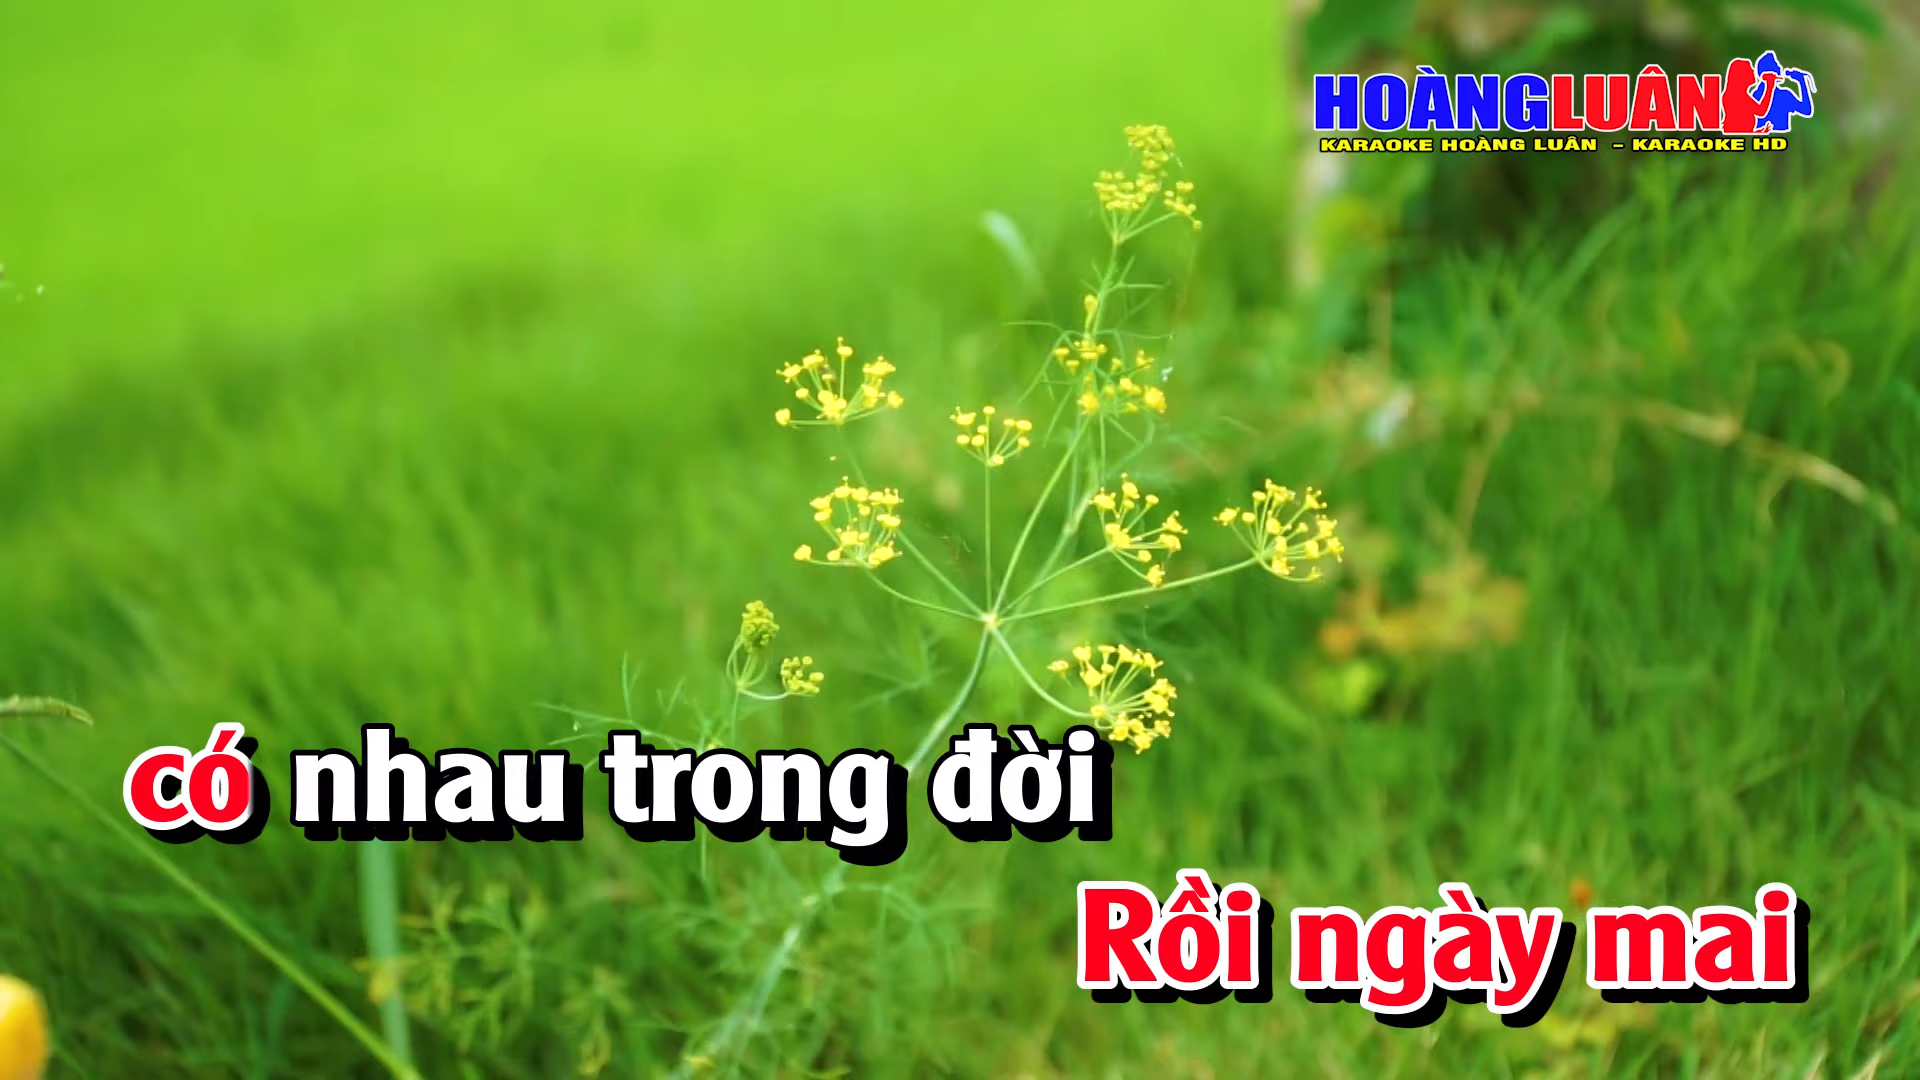 HOÀNGLUÂN
KARAOKE HOÀNG LUÂN - KARAOKE HD
có nhau trong đời
Rồi ngày mai